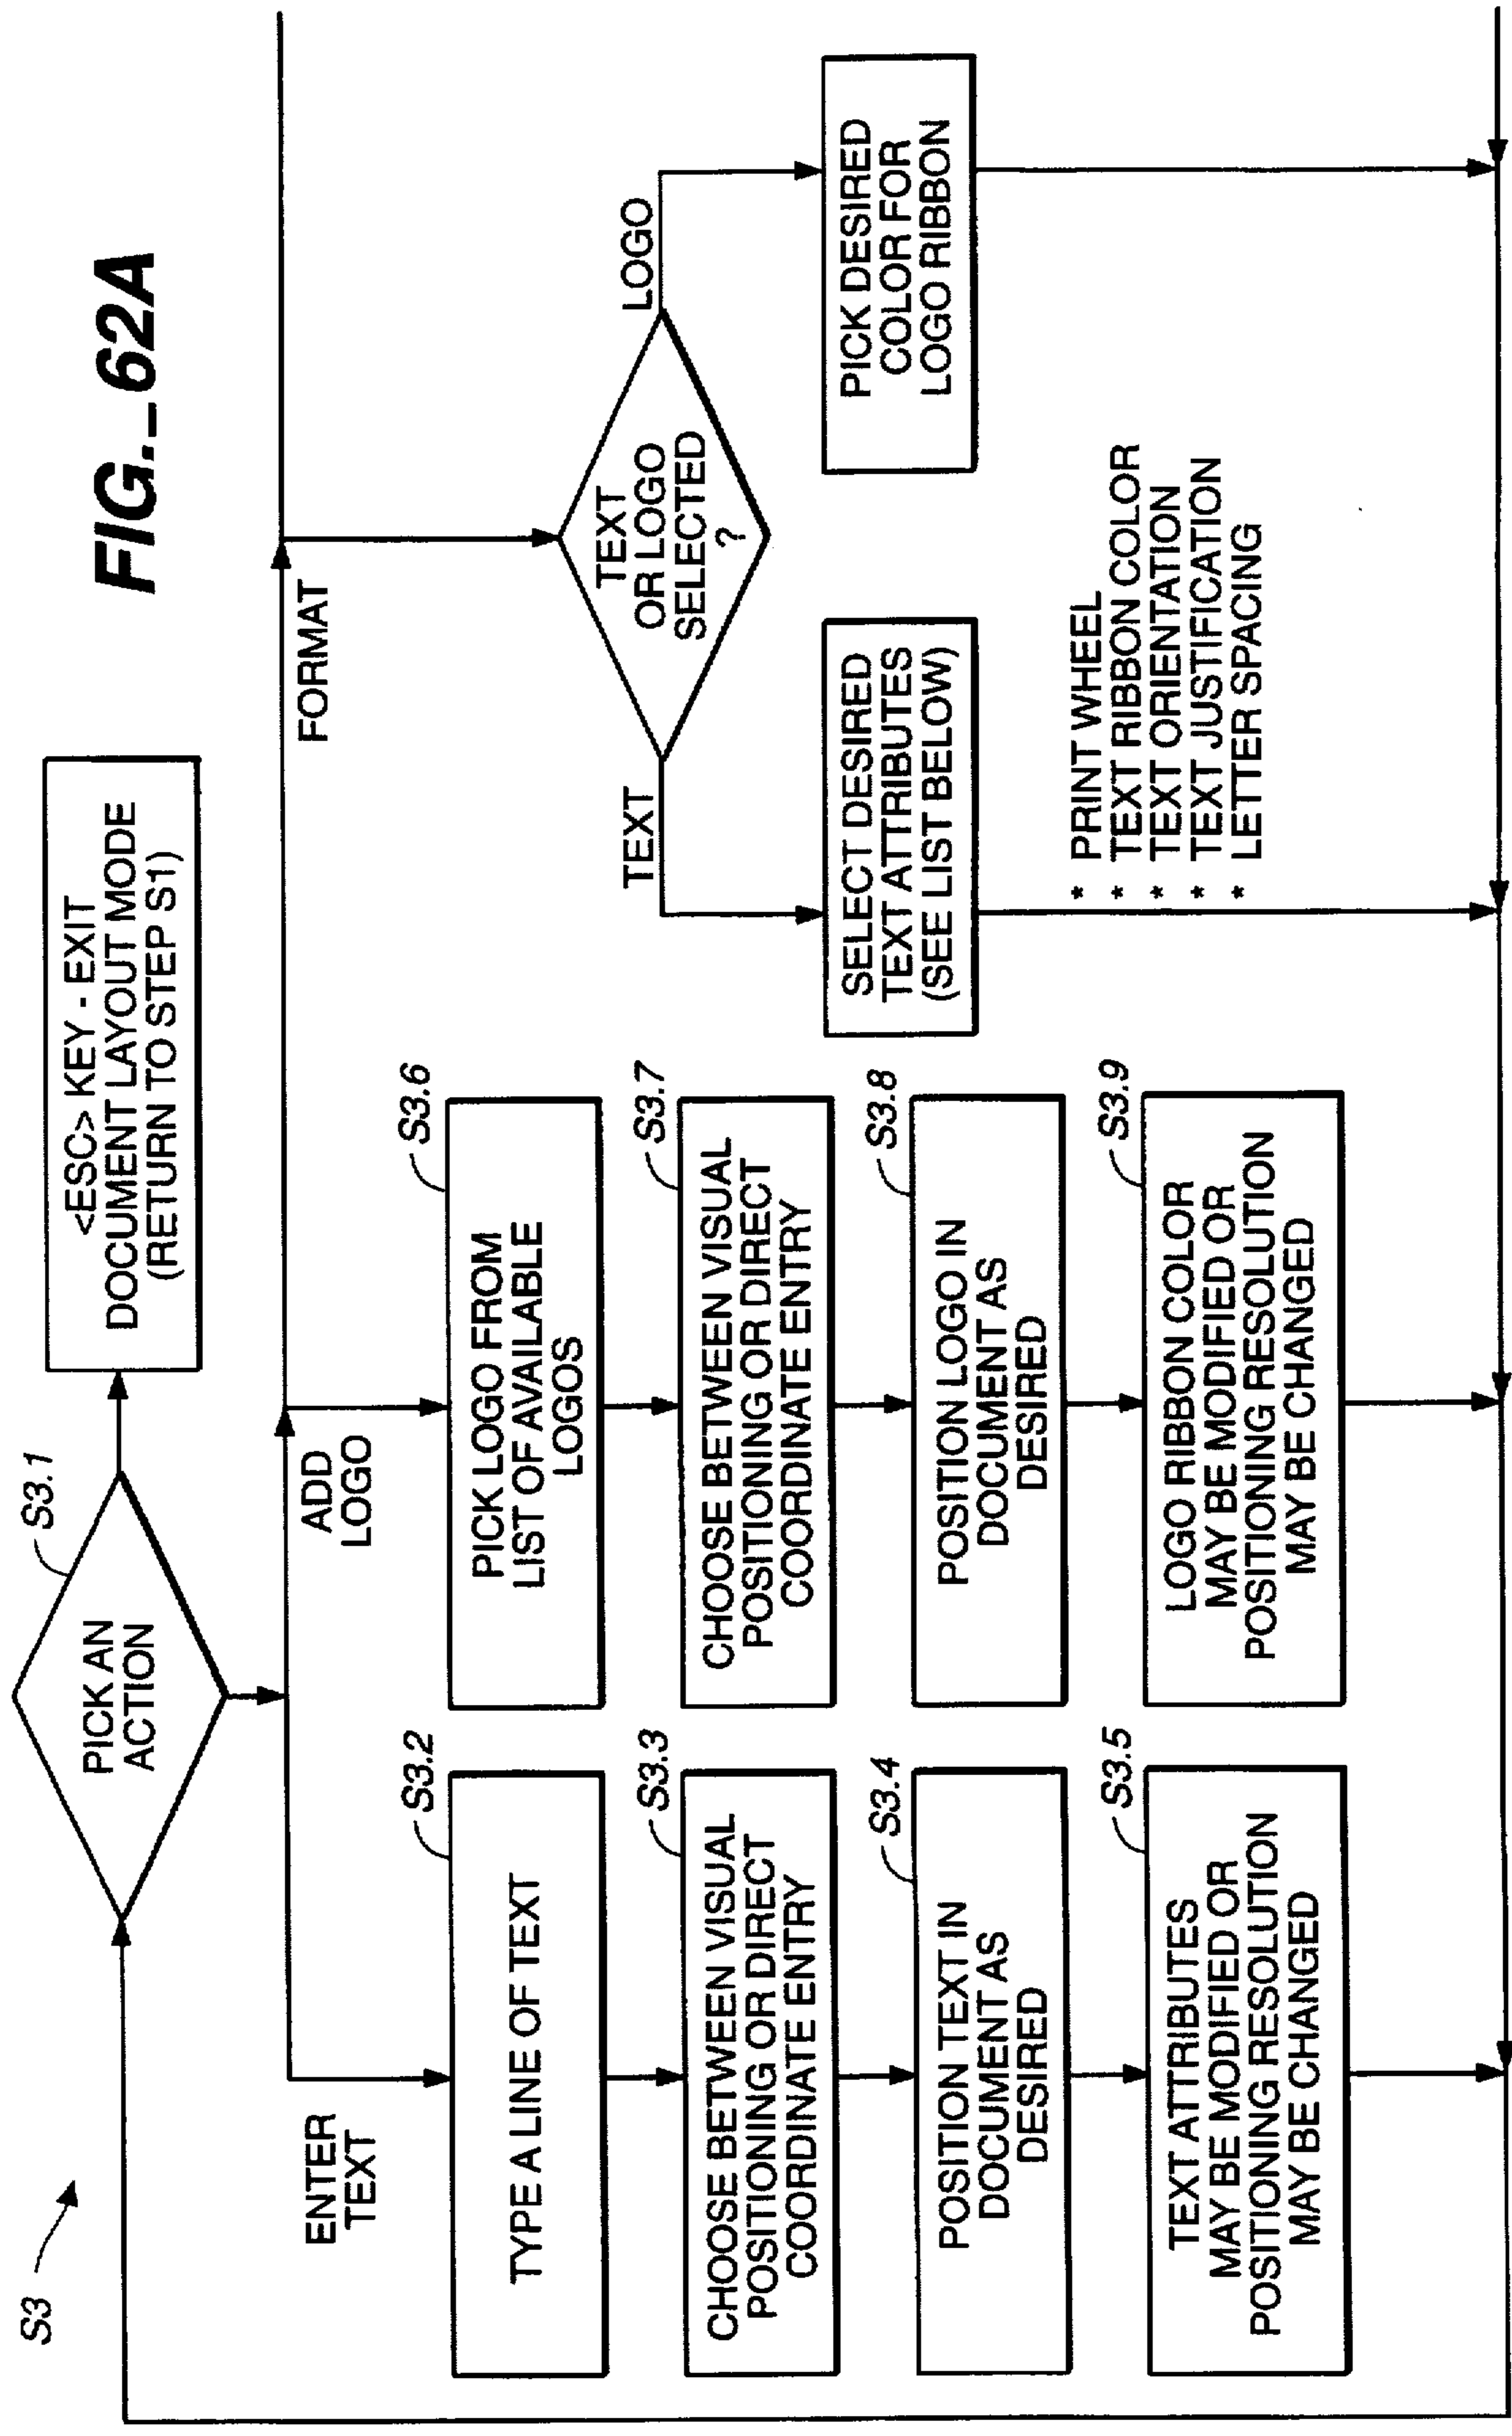 FIG._62A
S3
S3.1
PICK AN
ACTION
<ESC> KEY - EXIT
DOCUMENT LAYOUT MODE
(RETURN TO STEP S1)
ENTER
TEXT
S3.2
TYPE A LINE OF TEXT
S3.3
CHOOSE BETWEEN VISUAL
POSITIONING OR DIRECT
COORDINATE ENTRY
S3.4
POSITION TEXT IN
DOCUMENT AS
DESIRED
S3.5
TEXT ATTRIBUTES
MAY BE MODIFIED OR
POSITIONING RESOLUTION
MAY BE CHANGED
ADD
LOGO
S3.6
PICK LOGO FROM
LIST OF AVAILABLE
LOGOS
S3.7
CHOOSE BETWEEN VISUAL
POSITIONING OR DIRECT
COORDINATE ENTRY
S3.8
POSITION LOGO IN
DOCUMENT AS
DESIRED
S3.9
LOGO RIBBON COLOR
MAY BE MODIFIED OR
POSITIONING RESOLUTION
MAY BE CHANGED
FORMAT
TEXT
OR LOGO
SELECTED
?
TEXT
SELECT DESIRED
TEXT ATTRIBUTES
(SEE LIST BELOW)
* PRINT WHEEL
* TEXT RIBBON COLOR
* TEXT ORIENTATION
* TEXT JUSTIFICATION
* LETTER SPACING
LOGO
PICK DESIRED
COLOR FOR
LOGO RIBBON